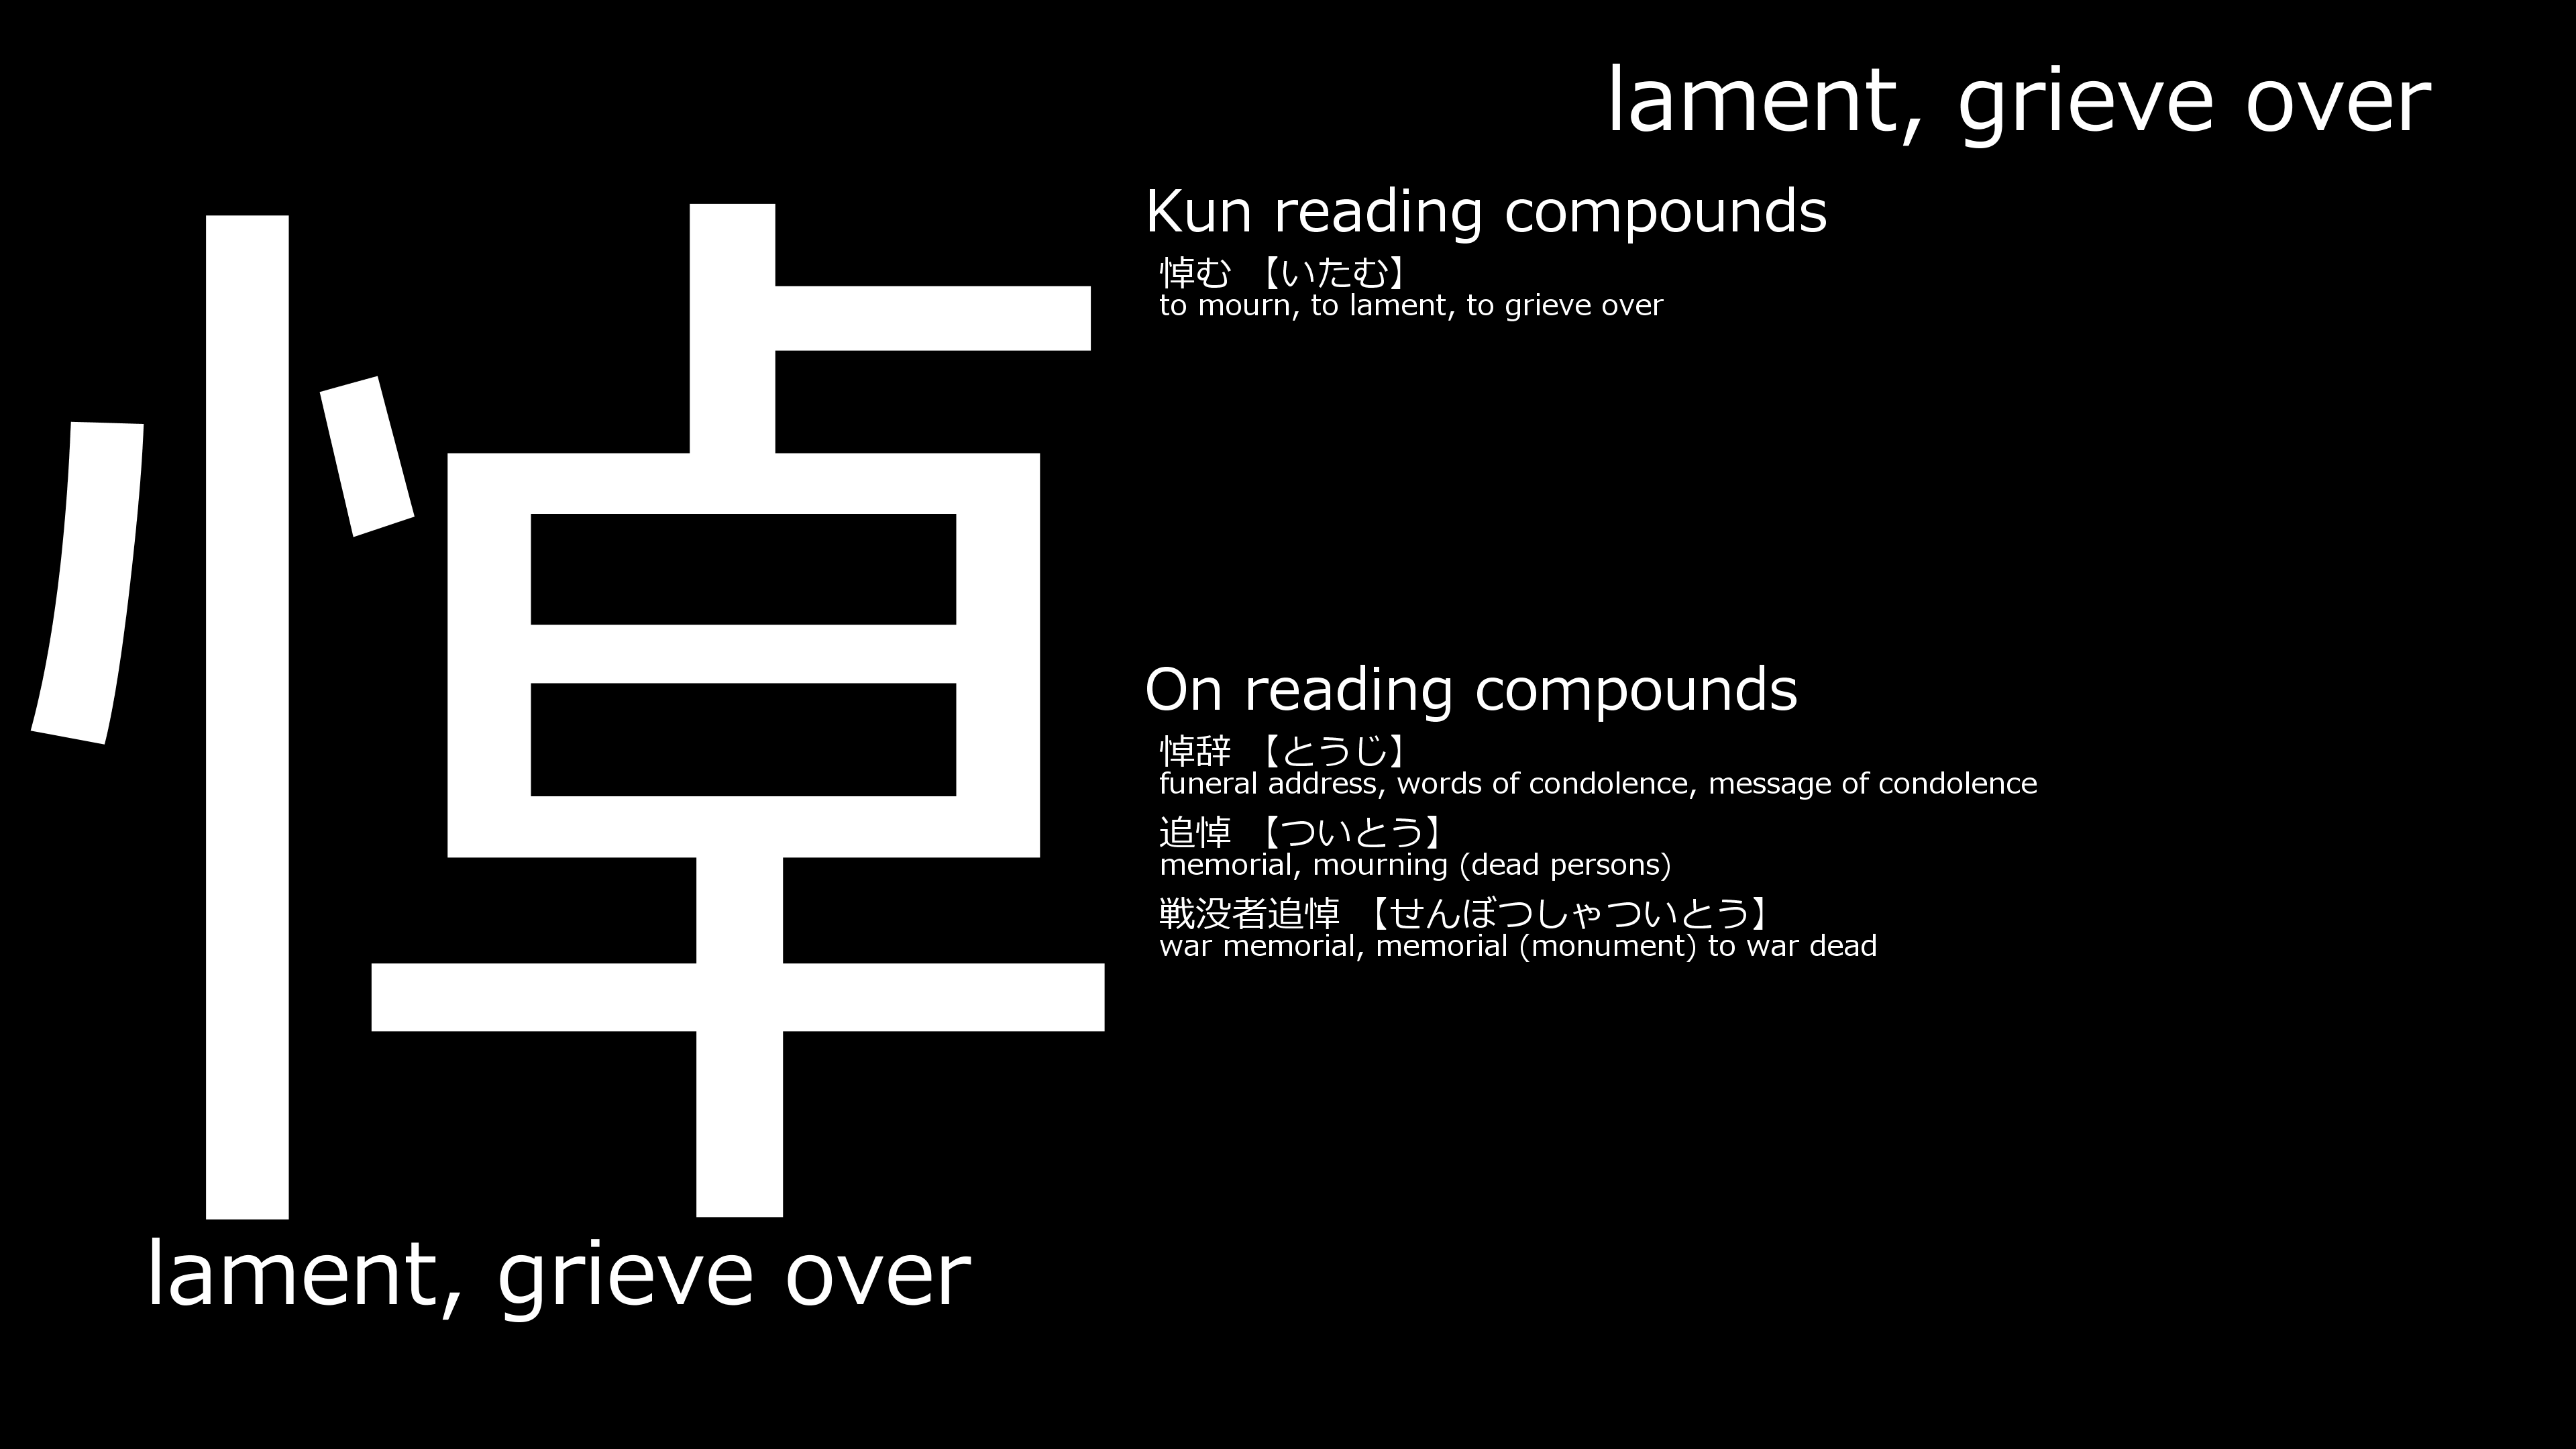 lament, grieve over
悼
lament, grieve over
Kun reading compounds
悼む 【いたむ】
to mourn, to lament, to grieve over
On reading compounds
悼辞 【とうじ】
funeral address, words of condolence, message of condolence
追悼 【ついとう】
memorial, mourning (dead persons)
戦没者追悼 【せんぼつしゃついとう】
war memorial, memorial (monument) to war dead